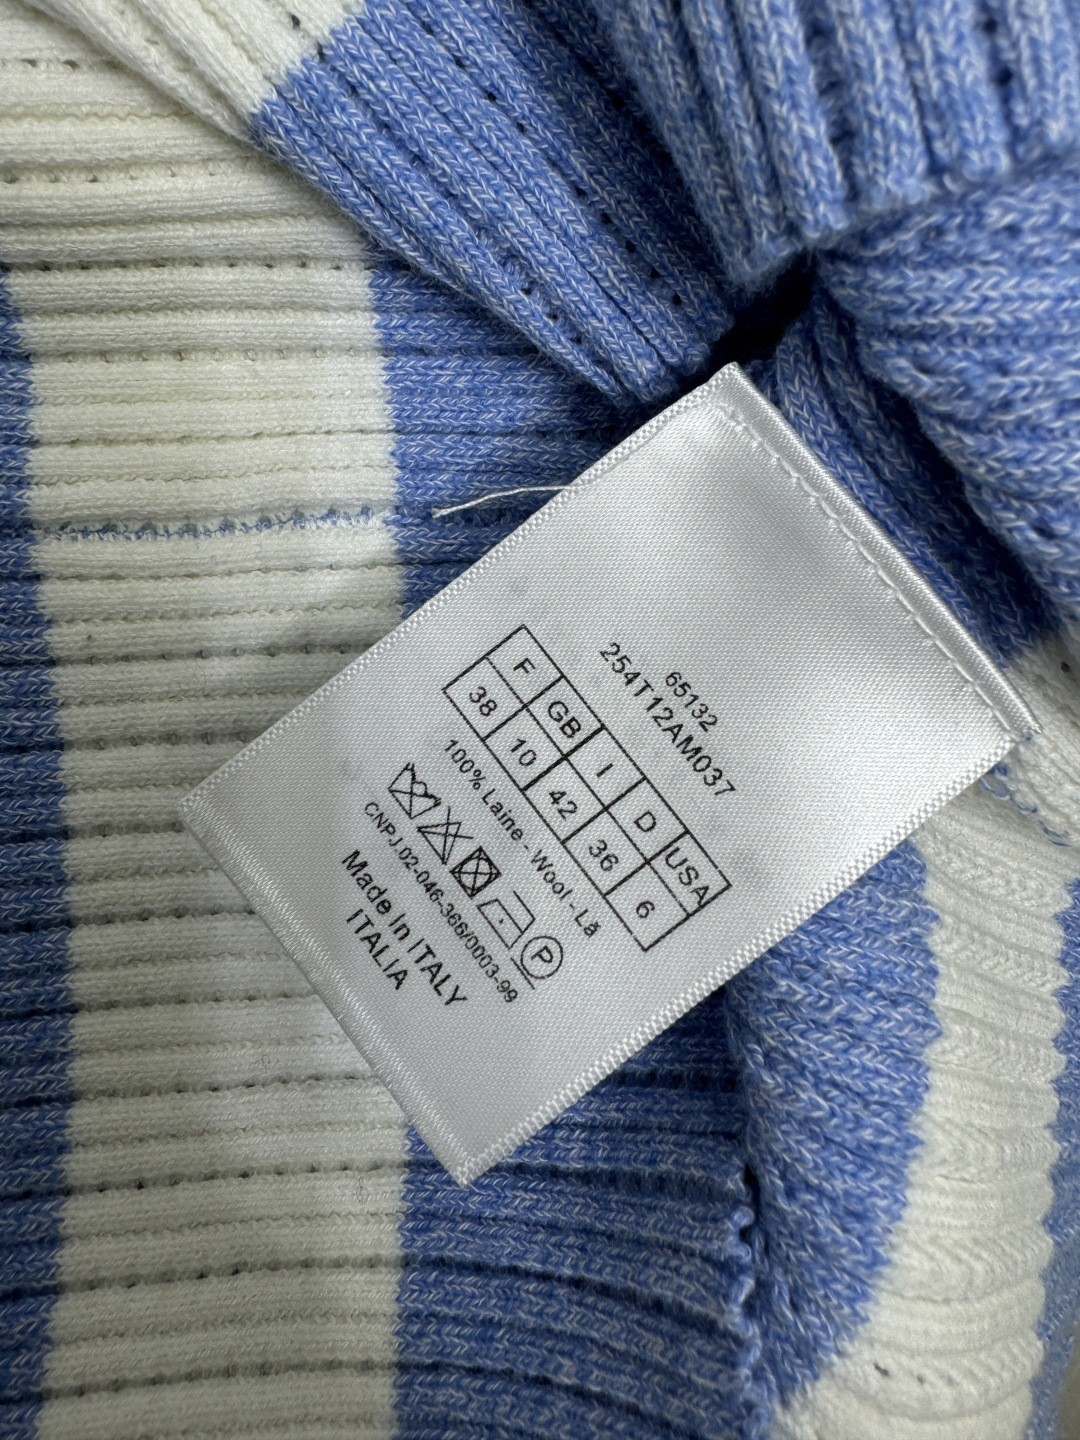 65132
254T12AM037
F GB I D USA
38 10 42 36 6
100% Laine - Wool - Lã
P
CNPJ.02-046-366/0003-99
Made In ITALY
ITALIA